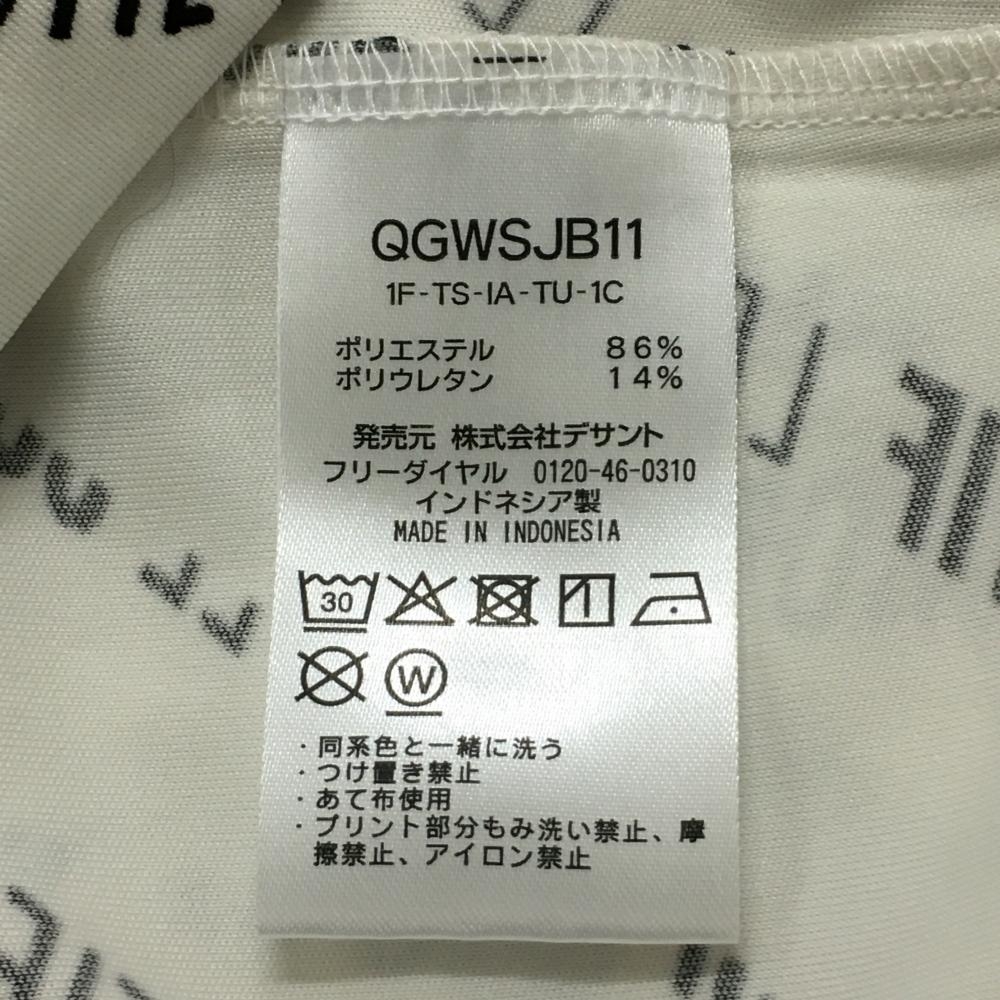 QGWSJB11
1F-TS-IA-TU-1C
ポリエステル 86%
ポリウレタン 14%
発売元 株式会社デサント
フリーダイヤル 0120-46-0310
インドネシア製
MADE IN INDONESIA
30
W
・同系色と一緒に洗う
・つけ置き禁止
・あて布使用
・プリント部分もみ洗い禁止、摩
擦禁止、アイロン禁止